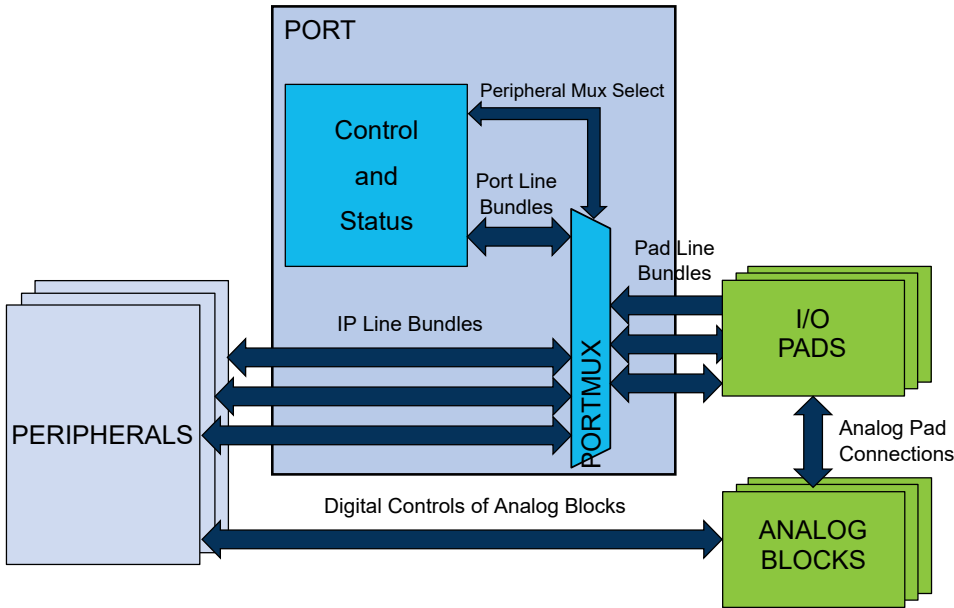 PORT
Peripheral Mux Select
Control
and
Status
Port Line
Bundles
Pad Line
Bundles
IP Line Bundles
PORTMUX
I/O
PADS
PERIPHERALS
Analog Pad
Connections
Digital Controls of Analog Blocks
ANALOG
BLOCKS